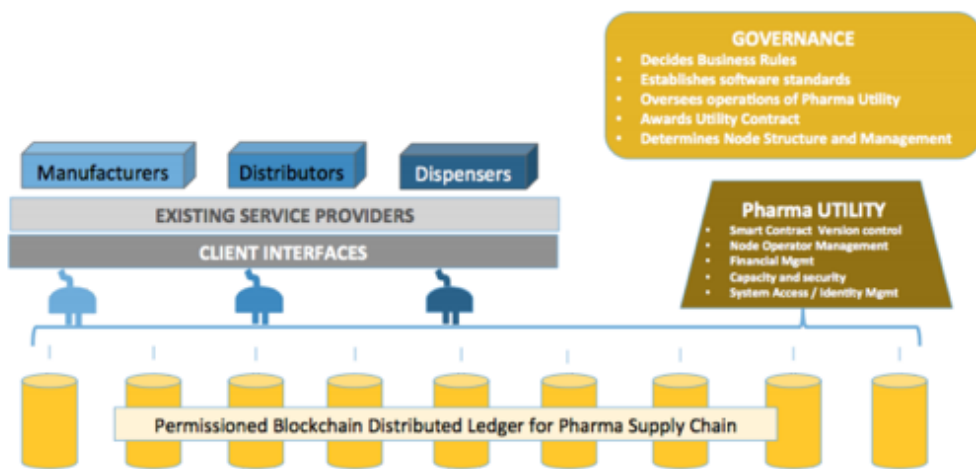 GOVERNANCE
• Decides Business Rules
• Establishes software standards
• Oversees operations of Pharma Utility
• Awards Utility Contract
• Determines Node Structure and Management
Manufacturers
Distributors
Dispensers
EXISTING SERVICE PROVIDERS
CLIENT INTERFACES
Pharma UTILITY
• Smart Contract Version control
• Node Operator Management
• Financial Mgmt
• Capacity and security
• System Access / Identity Mgmt
Permissioned Blockchain Distributed Ledger for Pharma Supply Chain